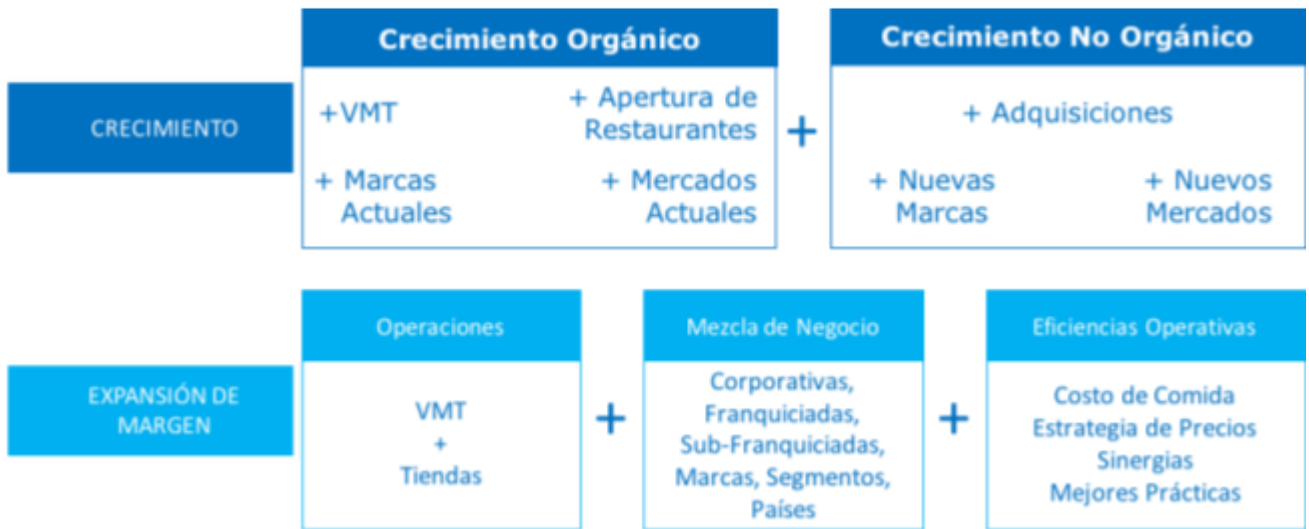 Crecimiento Orgánico
Crecimiento No Orgánico
CRECIMIENTO
+VMT
+ Apertura de
Restaurantes
+ Marcas
Actuales
+ Mercados
Actuales
+
+ Adquisiciones
+ Nuevas
Marcas
+ Nuevos
Mercados
EXPANSIÓN DE
MARGEN
Operaciones
VMT
+
Tiendas
+
Mezcla de Negocio
Corporativas,
Franquiciadas,
Sub-Franquiciadas,
Marcas, Segmentos,
Países
+
Eficiencias Operativas
Costo de Comida
Estrategia de Precios
Sinergias
Mejores Prácticas